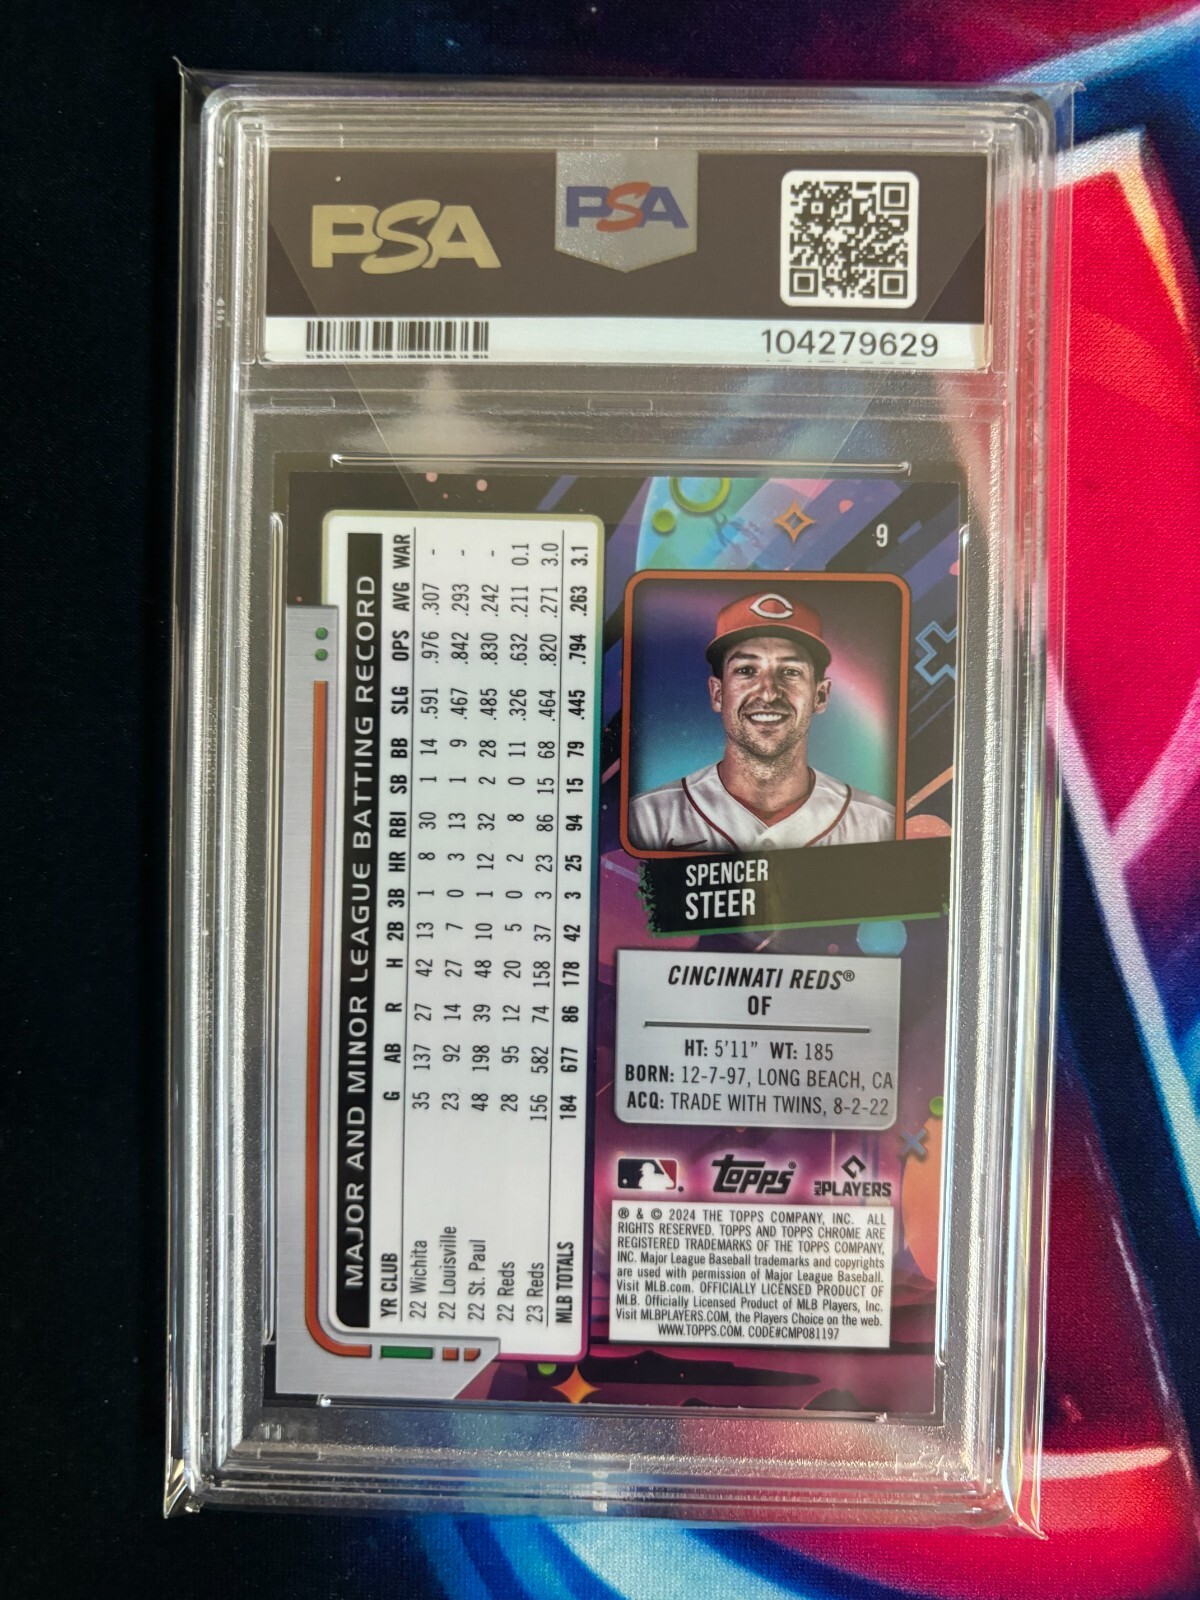 PSA
PSA
104279629
9
MAJOR AND MINOR LEAGUE BATTING RECORD
YR CLUB G AB R H 2B 3B HR RBI SB BB SLG OPS AVG WAR
22 Wichita 35 137 27 42 13 1 8 30 1 14 .591 .976 .307 -
22 Louisville 23 92 14 27 7 0 3 13 1 9 .467 .842 .293 -
22 St. Paul 48 198 39 48 10 1 12 32 2 28 .485 .830 .242 -
22 Reds 28 95 12 20 5 0 2 8 0 11 .326 .632 .211 0.1
23 Reds 156 582 74 158 37 3 23 86 15 68 .464 .820 .271 3.0
MLB TOTALS 184 677 86 178 42 3 25 94 15 79 .445 .794 .263 3.1
SPENCER
STEER
CINCINNATI REDS®
OF
HT: 5'11" WT: 185
BORN: 12-7-97, LONG BEACH, CA
ACQ: TRADE WITH TWINS, 8-2-22
topps® MLB PLAYERS
® & © 2024 THE TOPPS COMPANY, INC. ALL
RIGHTS RESERVED. TOPPS AND TOPPS CHROME ARE
REGISTERED TRADEMARKS OF THE TOPPS COMPANY,
INC. Major League Baseball trademarks and copyrights
are used with permission of Major League Baseball.
Visit MLB.com. OFFICIALLY LICENSED PRODUCT OF
MLB. Officially Licensed Product of MLB Players, Inc.
Visit MLBPLAYERS.COM, the Players Choice on the web.
WWW.TOPPS.COM. CODE#CMP081197